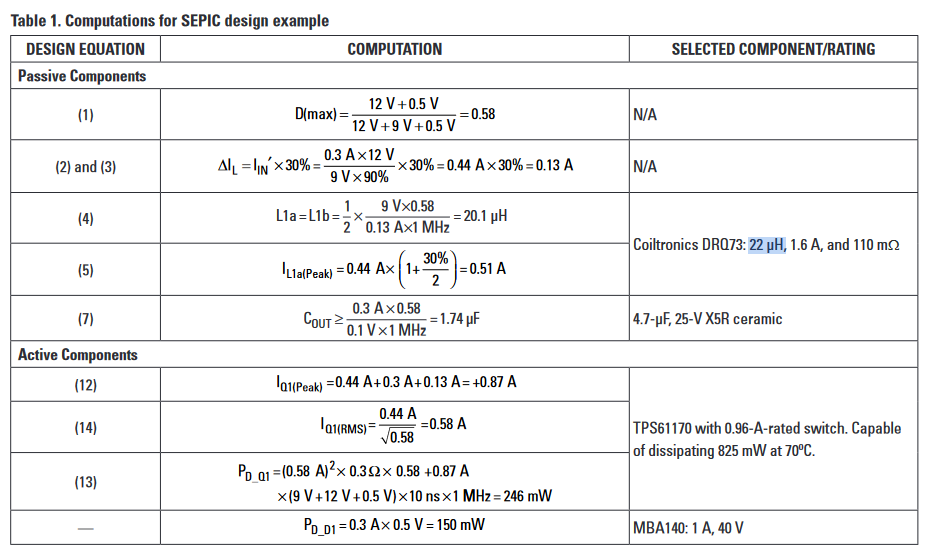 Table 1. Computations for SEPIC design example
DESIGN EQUATION COMPUTATION SELECTED COMPONENT/RATING
Passive Components
(1) D(max) = (12 V + 0.5 V) / (12 V + 9 V + 0.5 V) = 0.58 N/A
(2) and (3) ΔI_L = I_IN′ × 30% = (0.3 A × 12 V) / (9 V × 90%) × 30% = 0.44 A × 30% = 0.13 A N/A
(4) L1a = L1b = 1/2 × (9 V×0.58) / (0.13 A×1 MHz) = 20.1 µH
Coiltronics DRQ73: 22 µH, 1.6 A, and 110 mΩ
(5) I_L1a(Peak) = 0.44 A× (1 + 30%/2) = 0.51 A
(7) C_OUT ≥ (0.3 A × 0.58) / (0.1 V × 1 MHz) = 1.74 µF 4.7-µF, 25-V X5R ceramic
Active Components
(12) I_Q1(Peak) = 0.44 A + 0.3 A + 0.13 A = +0.87 A
(14) I_Q1(RMS) = 0.44 A / √0.58 = 0.58 A
TPS61170 with 0.96-A-rated switch. Capable
of dissipating 825 mW at 70ºC.
(13) P_D_Q1 = (0.58 A)² × 0.3 Ω × 0.58 +0.87 A
× (9 V + 12 V + 0.5 V) × 10 ns × 1 MHz = 246 mW
— P_D_D1 = 0.3 A × 0.5 V = 150 mW MBA140: 1 A, 40 V